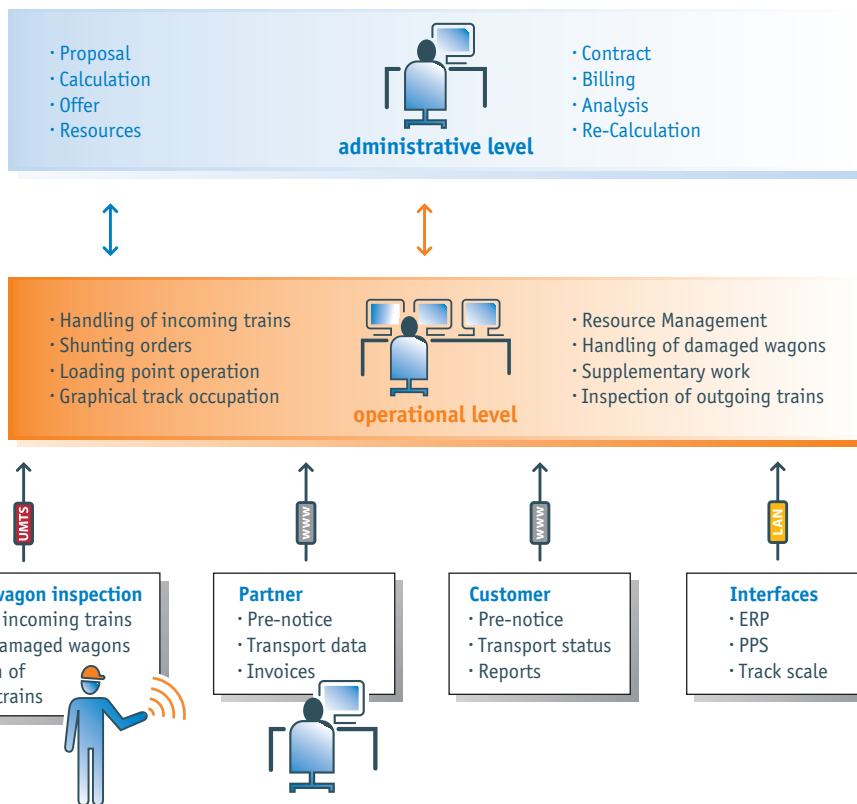 · Proposal
· Calculation
· Offer
· Resources
· Contract
· Billing
· Analysis
· Re-Calculation
administrative level
· Handling of incoming trains
· Shunting orders
· Loading point operation
· Graphical track occupation
· Resource Management
· Handling of damaged wagons
· Supplementary work
· Inspection of outgoing trains
operational level
UMTS
WWW
WWW
LAN
wagon inspection
incoming trains
damaged wagons
of
trains
Partner
· Pre-notice
· Transport data
· Invoices
Customer
· Pre-notice
· Transport status
· Reports
Interfaces
· ERP
· PPS
· Track scale